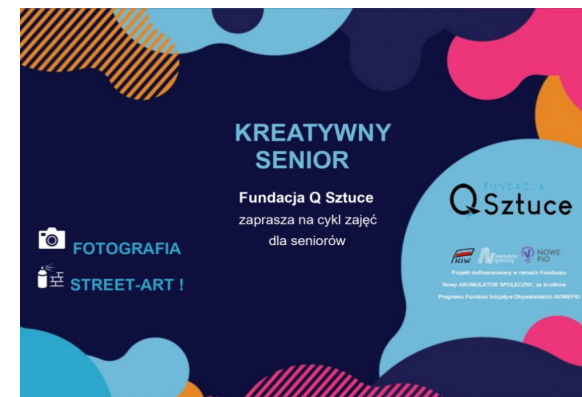 KREATYWNY
SENIOR
Fundacja Q Sztuce
zaprasza na cykl zajęć
dla seniorów
FOTOGRAFIA
STREET-ART !
FUNDACJA
Q Sztuce
NIW
NOWE
FIO
Projekt dofinansowany w ramach Funduszu
Nowy AKUMULATOR SPOŁECZNY, ze środków
Programu Fundusz Inicjatyw Obywatelskich NOWEFIO